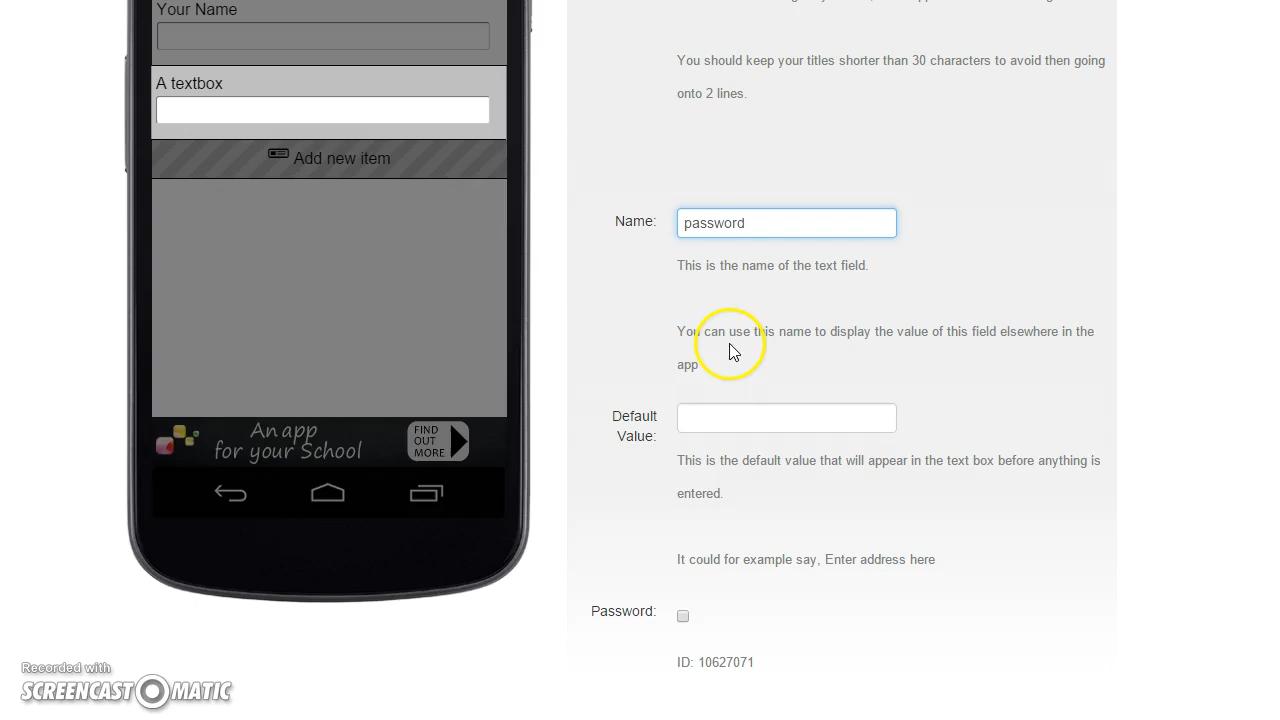 Your Name
A textbox
Add new item
An app
for your School
FIND
OUT
MORE
You should keep your titles shorter than 30 characters to avoid then going
onto 2 lines.
Name:
password
This is the name of the text field.
You can use this name to display the value of this field elsewhere in the
app
Default
Value:
This is the default value that will appear in the text box before anything is
entered.
It could for example say, Enter address here
Password:
ID: 10627071
Recorded with
SCREENCAST-O-MATIC